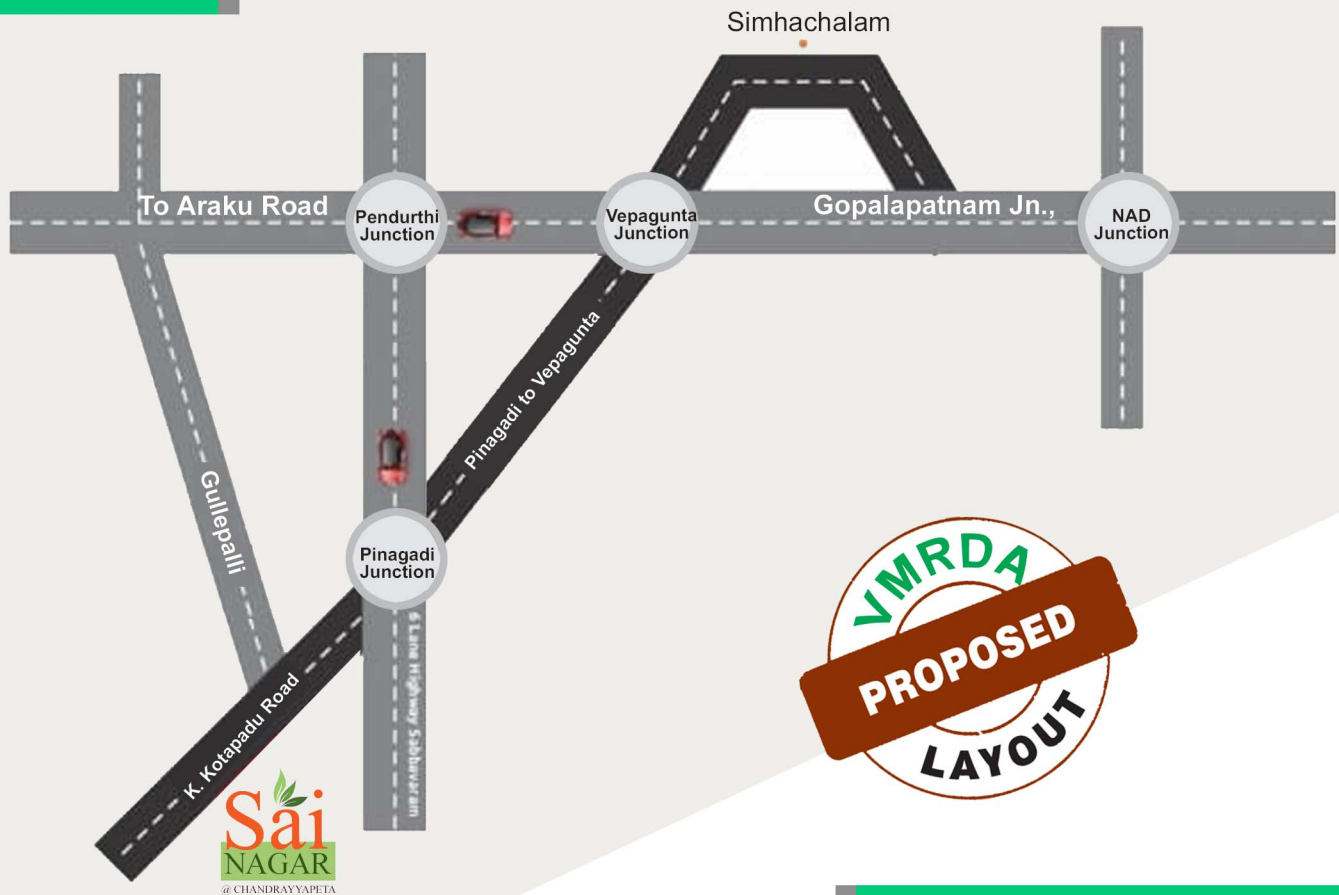 Simhachalam
To Araku Road
Pendurthi
Junction
Vepagunta
Junction
Gopalapatnam Jn.,
NAD
Junction
Pinagadi to Vepagunta
Gullepalli
Pinagadi
Junction
6 Lane Highway Sabbavaram
K. Kotapadu Road
VMRDA
PROPOSED
LAYOUT
Sai
NAGAR
@ CHANDRAYYAPETA